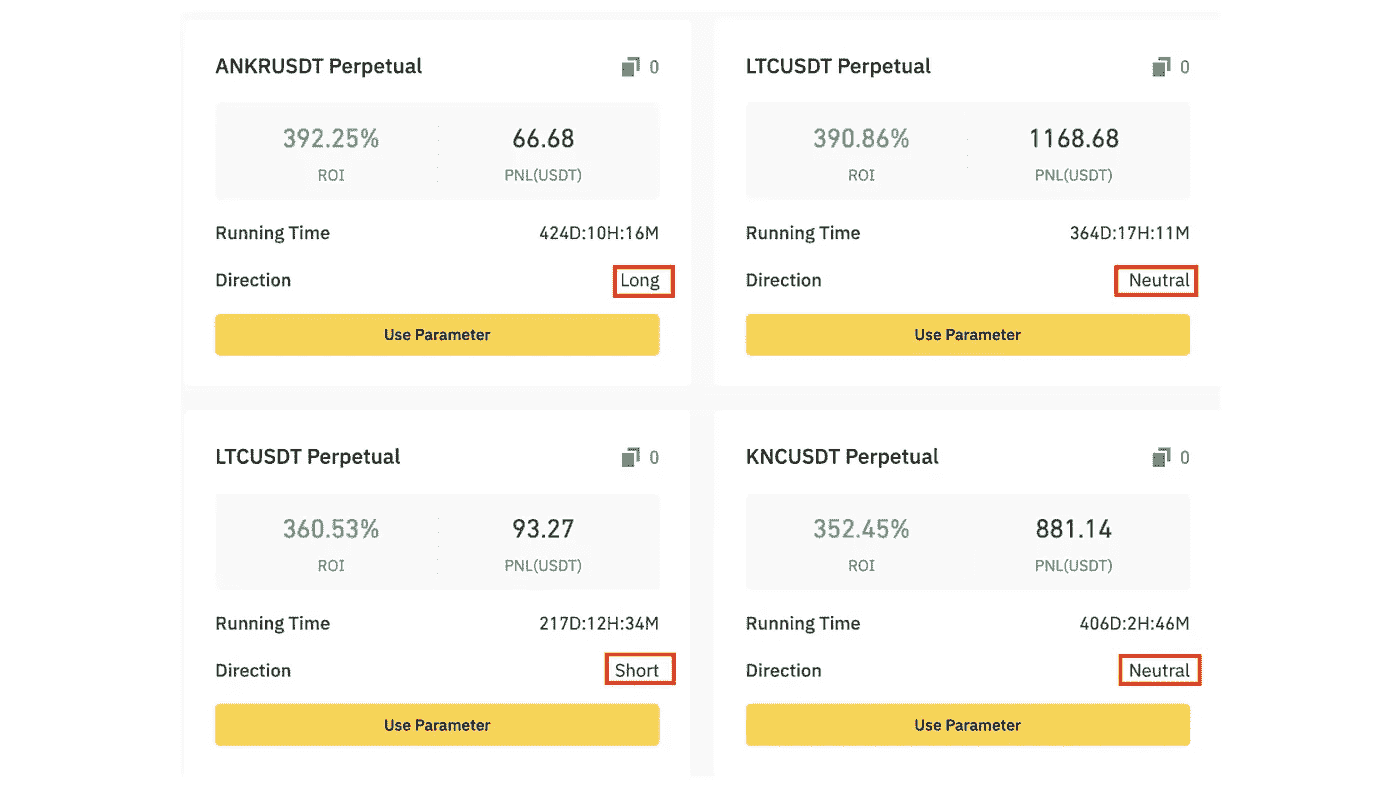 ANKRUSDT Perpetual 0
392.25% 66.68
ROI PNL(USDT)
Running Time 424D:10H:16M
Direction Long
Use Parameter
LTCUSDT Perpetual 0
390.86% 1168.68
ROI PNL(USDT)
Running Time 364D:17H:11M
Direction Neutral
Use Parameter
LTCUSDT Perpetual 0
360.53% 93.27
ROI PNL(USDT)
Running Time 217D:12H:34M
Direction Short
Use Parameter
KNCUSDT Perpetual 0
352.45% 881.14
ROI PNL(USDT)
Running Time 406D:2H:46M
Direction Neutral
Use Parameter